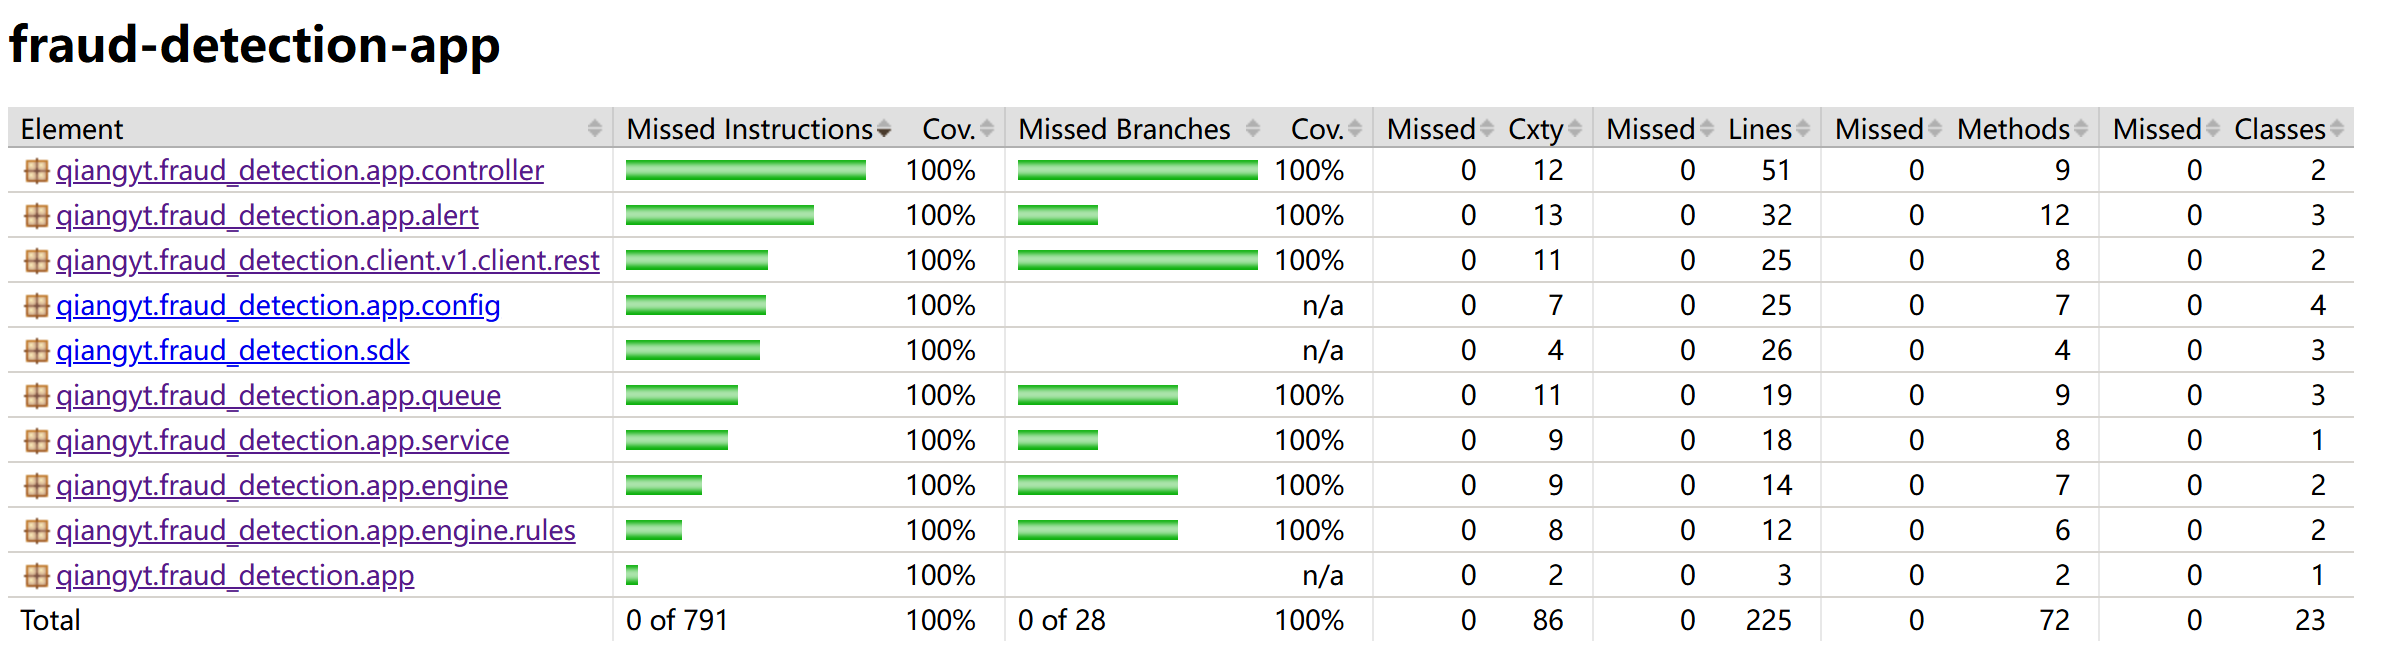 fraud-detection-app
Element Missed Instructions Cov. Missed Branches Cov. Missed Cxty Missed Lines Missed Methods Missed Classes
qiangyt.fraud_detection.app.controller 100% 100% 0 12 0 51 0 9 0 2
qiangyt.fraud_detection.app.alert 100% 100% 0 13 0 32 0 12 0 3
qiangyt.fraud_detection.client.v1.client.rest 100% 100% 0 11 0 25 0 8 0 2
qiangyt.fraud_detection.app.config 100% n/a 0 7 0 25 0 7 0 4
qiangyt.fraud_detection.sdk 100% n/a 0 4 0 26 0 4 0 3
qiangyt.fraud_detection.app.queue 100% 100% 0 11 0 19 0 9 0 3
qiangyt.fraud_detection.app.service 100% 100% 0 9 0 18 0 8 0 1
qiangyt.fraud_detection.app.engine 100% 100% 0 9 0 14 0 7 0 2
qiangyt.fraud_detection.app.engine.rules 100% 100% 0 8 0 12 0 6 0 2
qiangyt.fraud_detection.app 100% n/a 0 2 0 3 0 2 0 1
Total 0 of 791 100% 0 of 28 100% 0 86 0 225 0 72 0 23